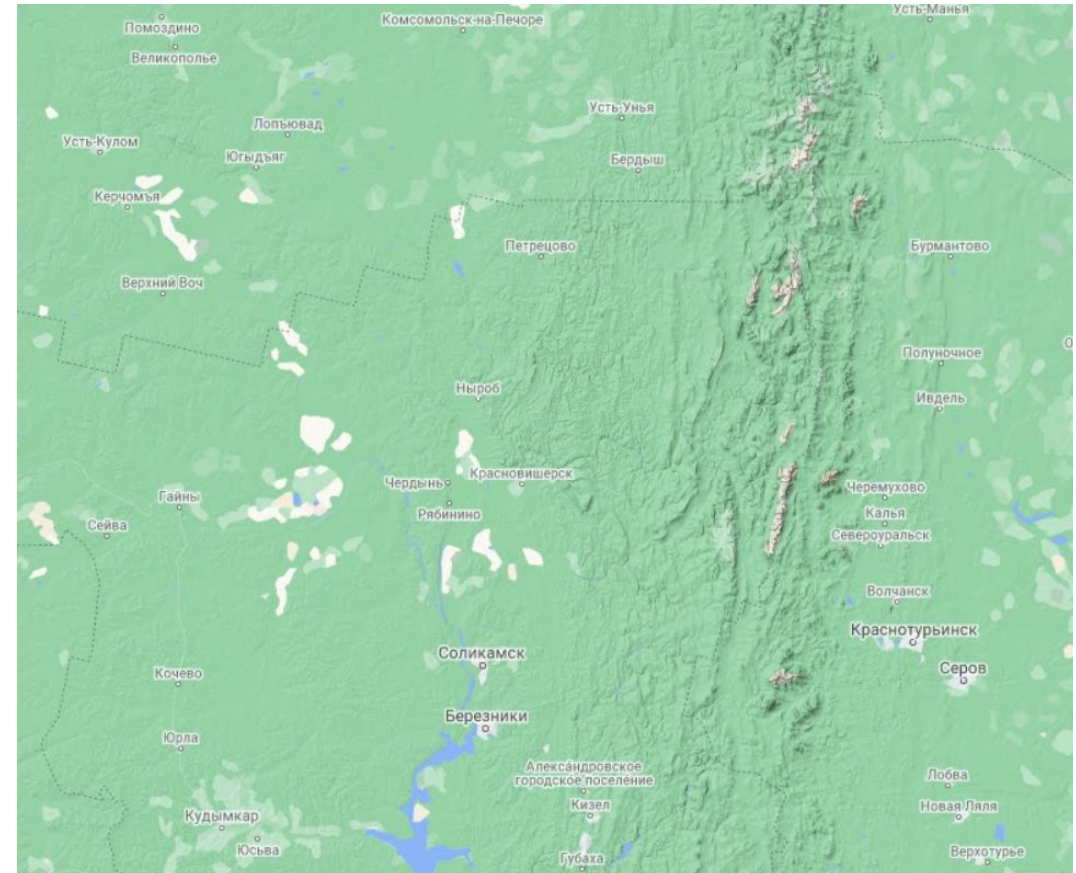 Усть-Манья
Комсомольск-на-Печоре
Помоздино
Великополье
Усть-Унья
Лопъювад
Усть-Кулом
Югыдъяг
Бердыш
Керчомъя
Петрецово
Бурмантово
Верхний Воч
О
Полуночное
Ныроб
Ивдель
Красновишерск
Чердынь
Черемухово
Гайны
Рябинино
Калья
Сейва
Североуральск
Волчанск
Краснотурьинск
Соликамск
Серов
Кочево
Березники
Юрла
Александровское
городское поселение
Лобва
Кизел
Новая Ляля
Кудымкар
Юсьва
Губаха
Верхотурье